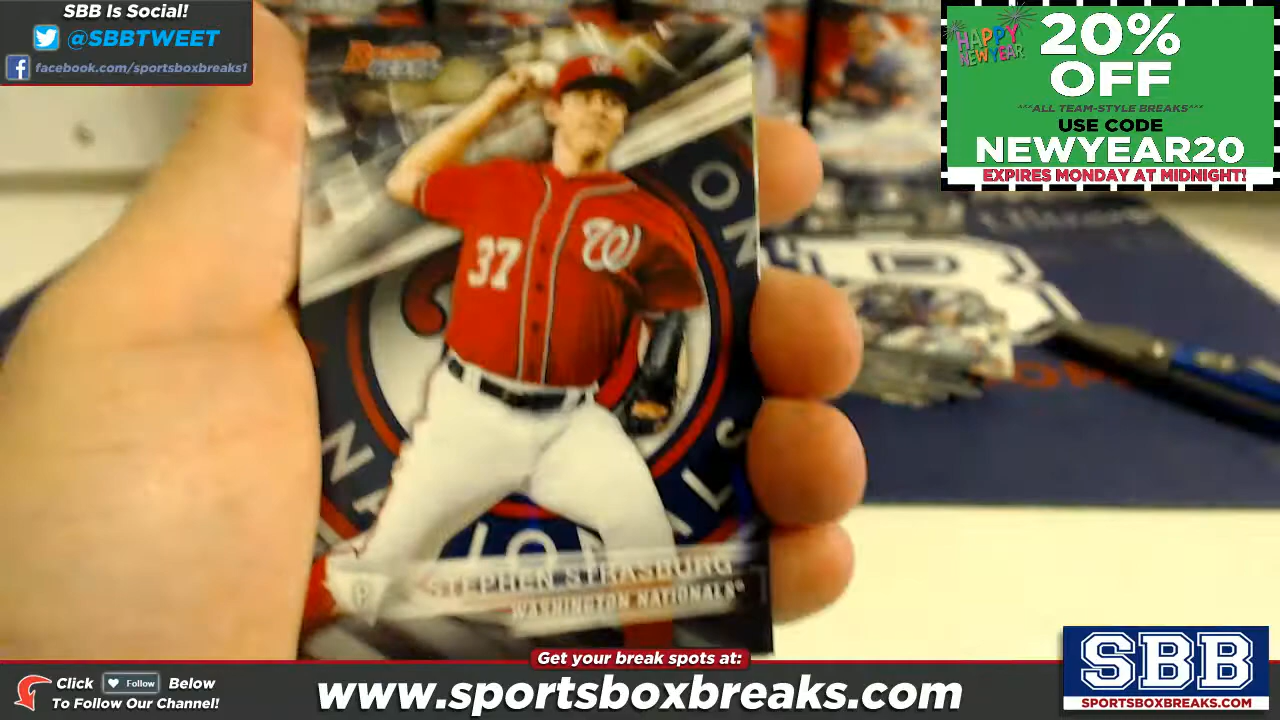 SBB Is Social!
@SBBTWEET
facebook.com/sportsboxbreaks1
HAPPY
NEW YEAR
20%
OFF
***ALL TEAM-STYLE BREAKS***
USE CODE
NEWYEAR20
EXPIRES MONDAY AT MIDNIGHT!
37
W
STEPHEN STRASBURG
WASHINGTON NATIONALS
Get your break spots at:
Click Follow Below
To Follow Our Channel!
www.sportsboxbreaks.com
SBB
SPORTSBOXBREAKS.COM